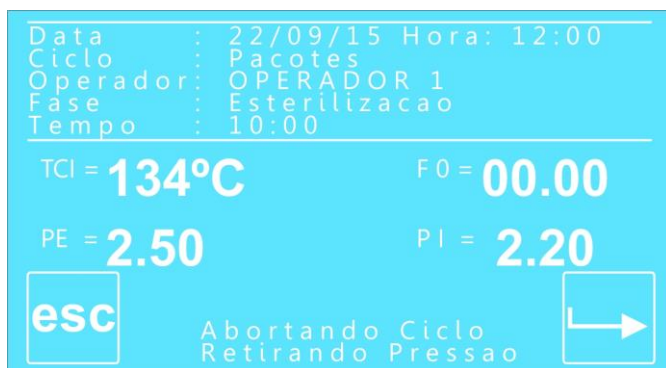 Data : 22/09/15 Hora: 12:00
Ciclo : Pacotes
Operador: OPERADOR 1
Fase : Esterilizacao
Tempo : 10:00
TCI = 134ºC F0 = 00.00
PE = 2.50 PI = 2.20
esc
Abortando Ciclo
Retirando Pressao